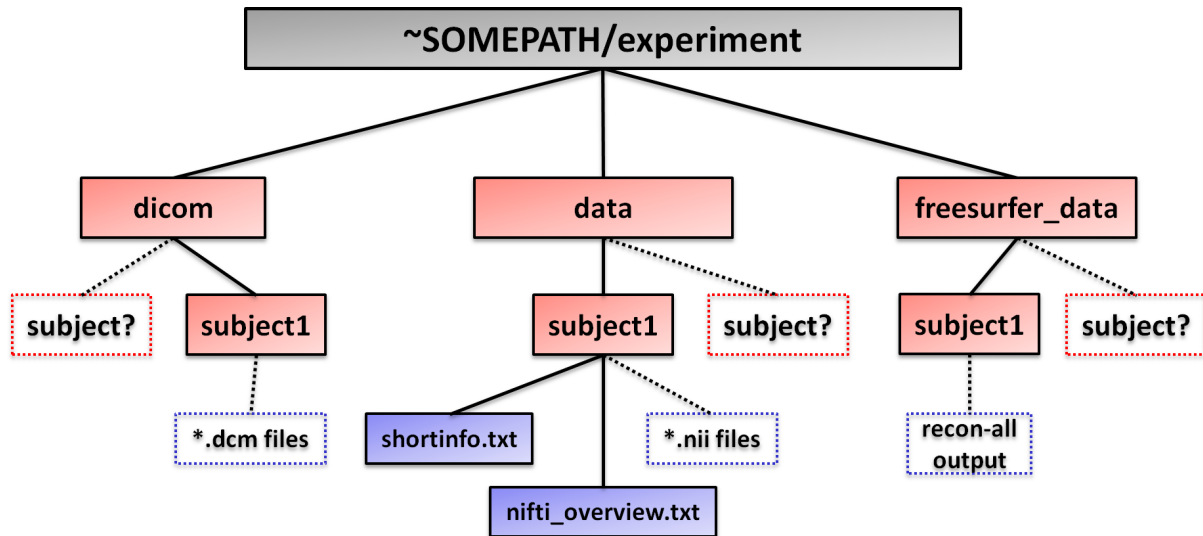 ~SOMEPATH/experiment
dicom
data
freesurfer_data
subject?
subject1
subject1
subject?
subject1
subject?
*.dcm files
shortinfo.txt
*.nii files
recon-all
output
nifti_overview.txt